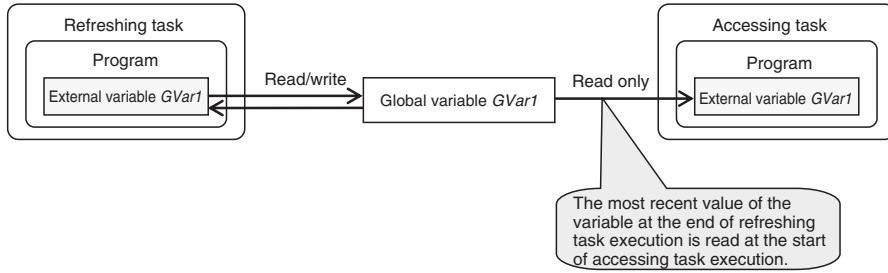 Refreshing task
Accessing task
Program
Program
Read/write
Read only
External variable GVar1
Global variable GVar1
External variable GVar1
The most recent value of the
variable at the end of refreshing
task execution is read at the start
of accessing task execution.